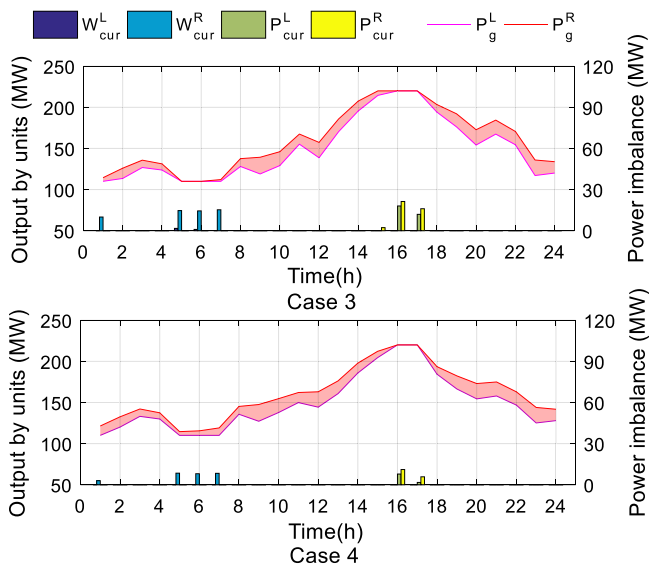 W^L_cur W^R_cur P^L_cur P^R_cur P^L_g P^R_g
Output by units (MW)
250
200
150
100
50
120
90
60
30
0
Power imbalance (MW)
0 2 4 6 8 10 12 14 16 18 20 22 24
Time(h)
Case 3
Output by units (MW)
250
200
150
100
50
120
90
60
30
0
Power imbalance (MW)
0 2 4 6 8 10 12 14 16 18 20 22 24
Time(h)
Case 4